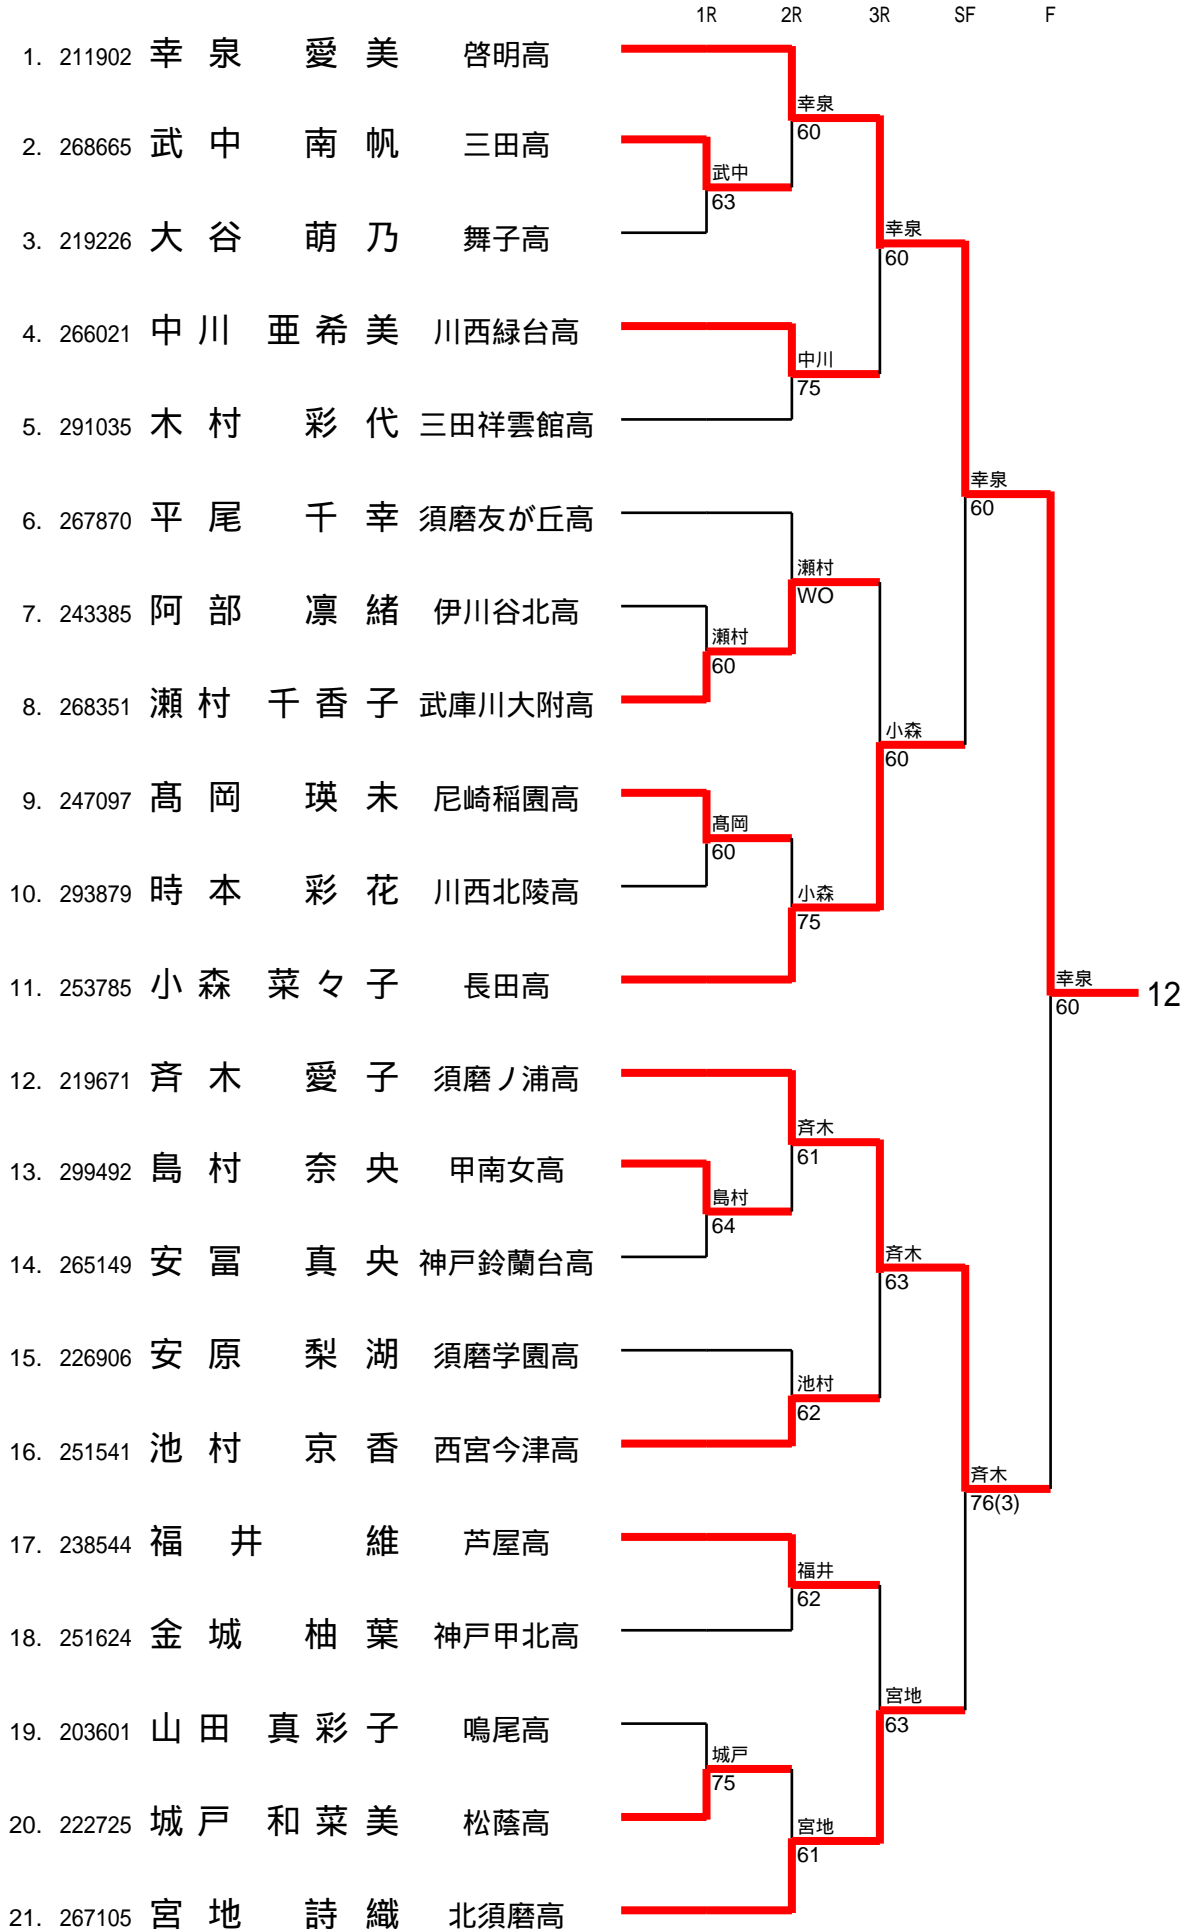 1R 2R 3R SF F
1. 211902 幸泉 愛美 啓明高
幸泉
60
2. 268665 武中 南帆 三田高
武中
63
3. 219226 大谷 萌乃 舞子高
幸泉
60
4. 266021 中川 亜希美 川西緑台高
中川
75
5. 291035 木村 彩代 三田祥雲館高
幸泉
60
6. 267870 平尾 千幸 須磨友が丘高
瀬村
WO
7. 243385 阿部 凛緒 伊川谷北高
瀬村
60
8. 268351 瀬村 千香子 武庫川大附高
小森
60
9. 247097 髙岡 瑛未 尼崎稲園高
髙岡
60
10. 293879 時本 彩花 川西北陵高
小森
75
11. 253785 小森 菜々子 長田高
幸泉
60
12
12. 219671 斉木 愛子 須磨ノ浦高
斉木
61
13. 299492 島村 奈央 甲南女高
島村
64
14. 265149 安冨 真央 神戸鈴蘭台高
斉木
63
15. 226906 安原 梨湖 須磨学園高
池村
62
16. 251541 池村 京香 西宮今津高
斉木
76(3)
17. 238544 福井 維 芦屋高
福井
62
18. 251624 金城 柚葉 神戸甲北高
宮地
63
19. 203601 山田 真彩子 鳴尾高
城戸
75
20. 222725 城戸 和菜美 松蔭高
宮地
61
21. 267105 宮地 詩織 北須磨高